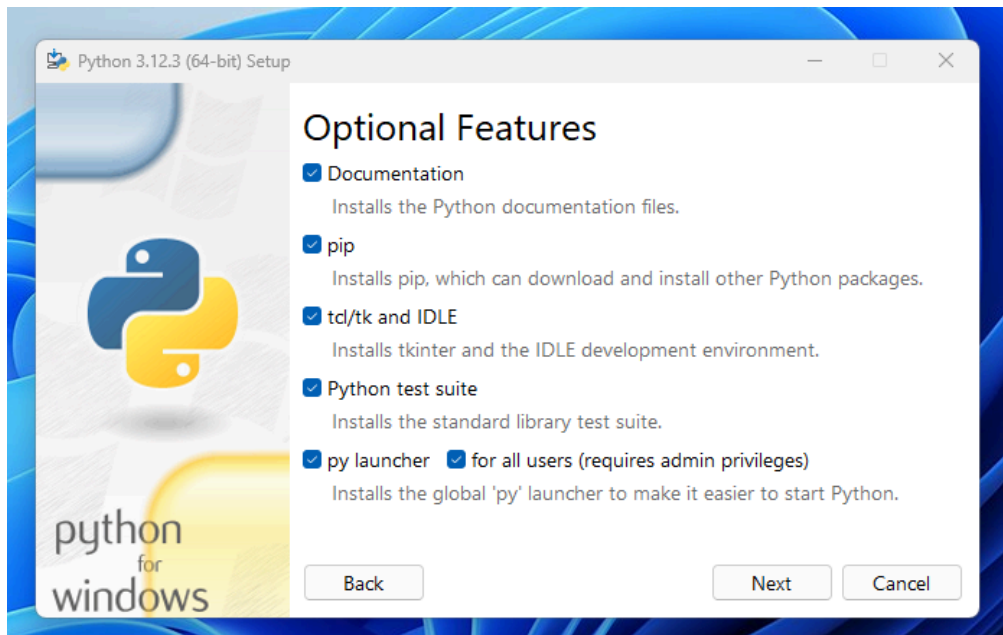 Python 3.12.3 (64-bit) Setup
Optional Features
Documentation
Installs the Python documentation files.
pip
Installs pip, which can download and install other Python packages.
tcl/tk and IDLE
Installs tkinter and the IDLE development environment.
Python test suite
Installs the standard library test suite.
py launcher for all users (requires admin privileges)
Installs the global 'py' launcher to make it easier to start Python.
python
for
windows
Back Next Cancel